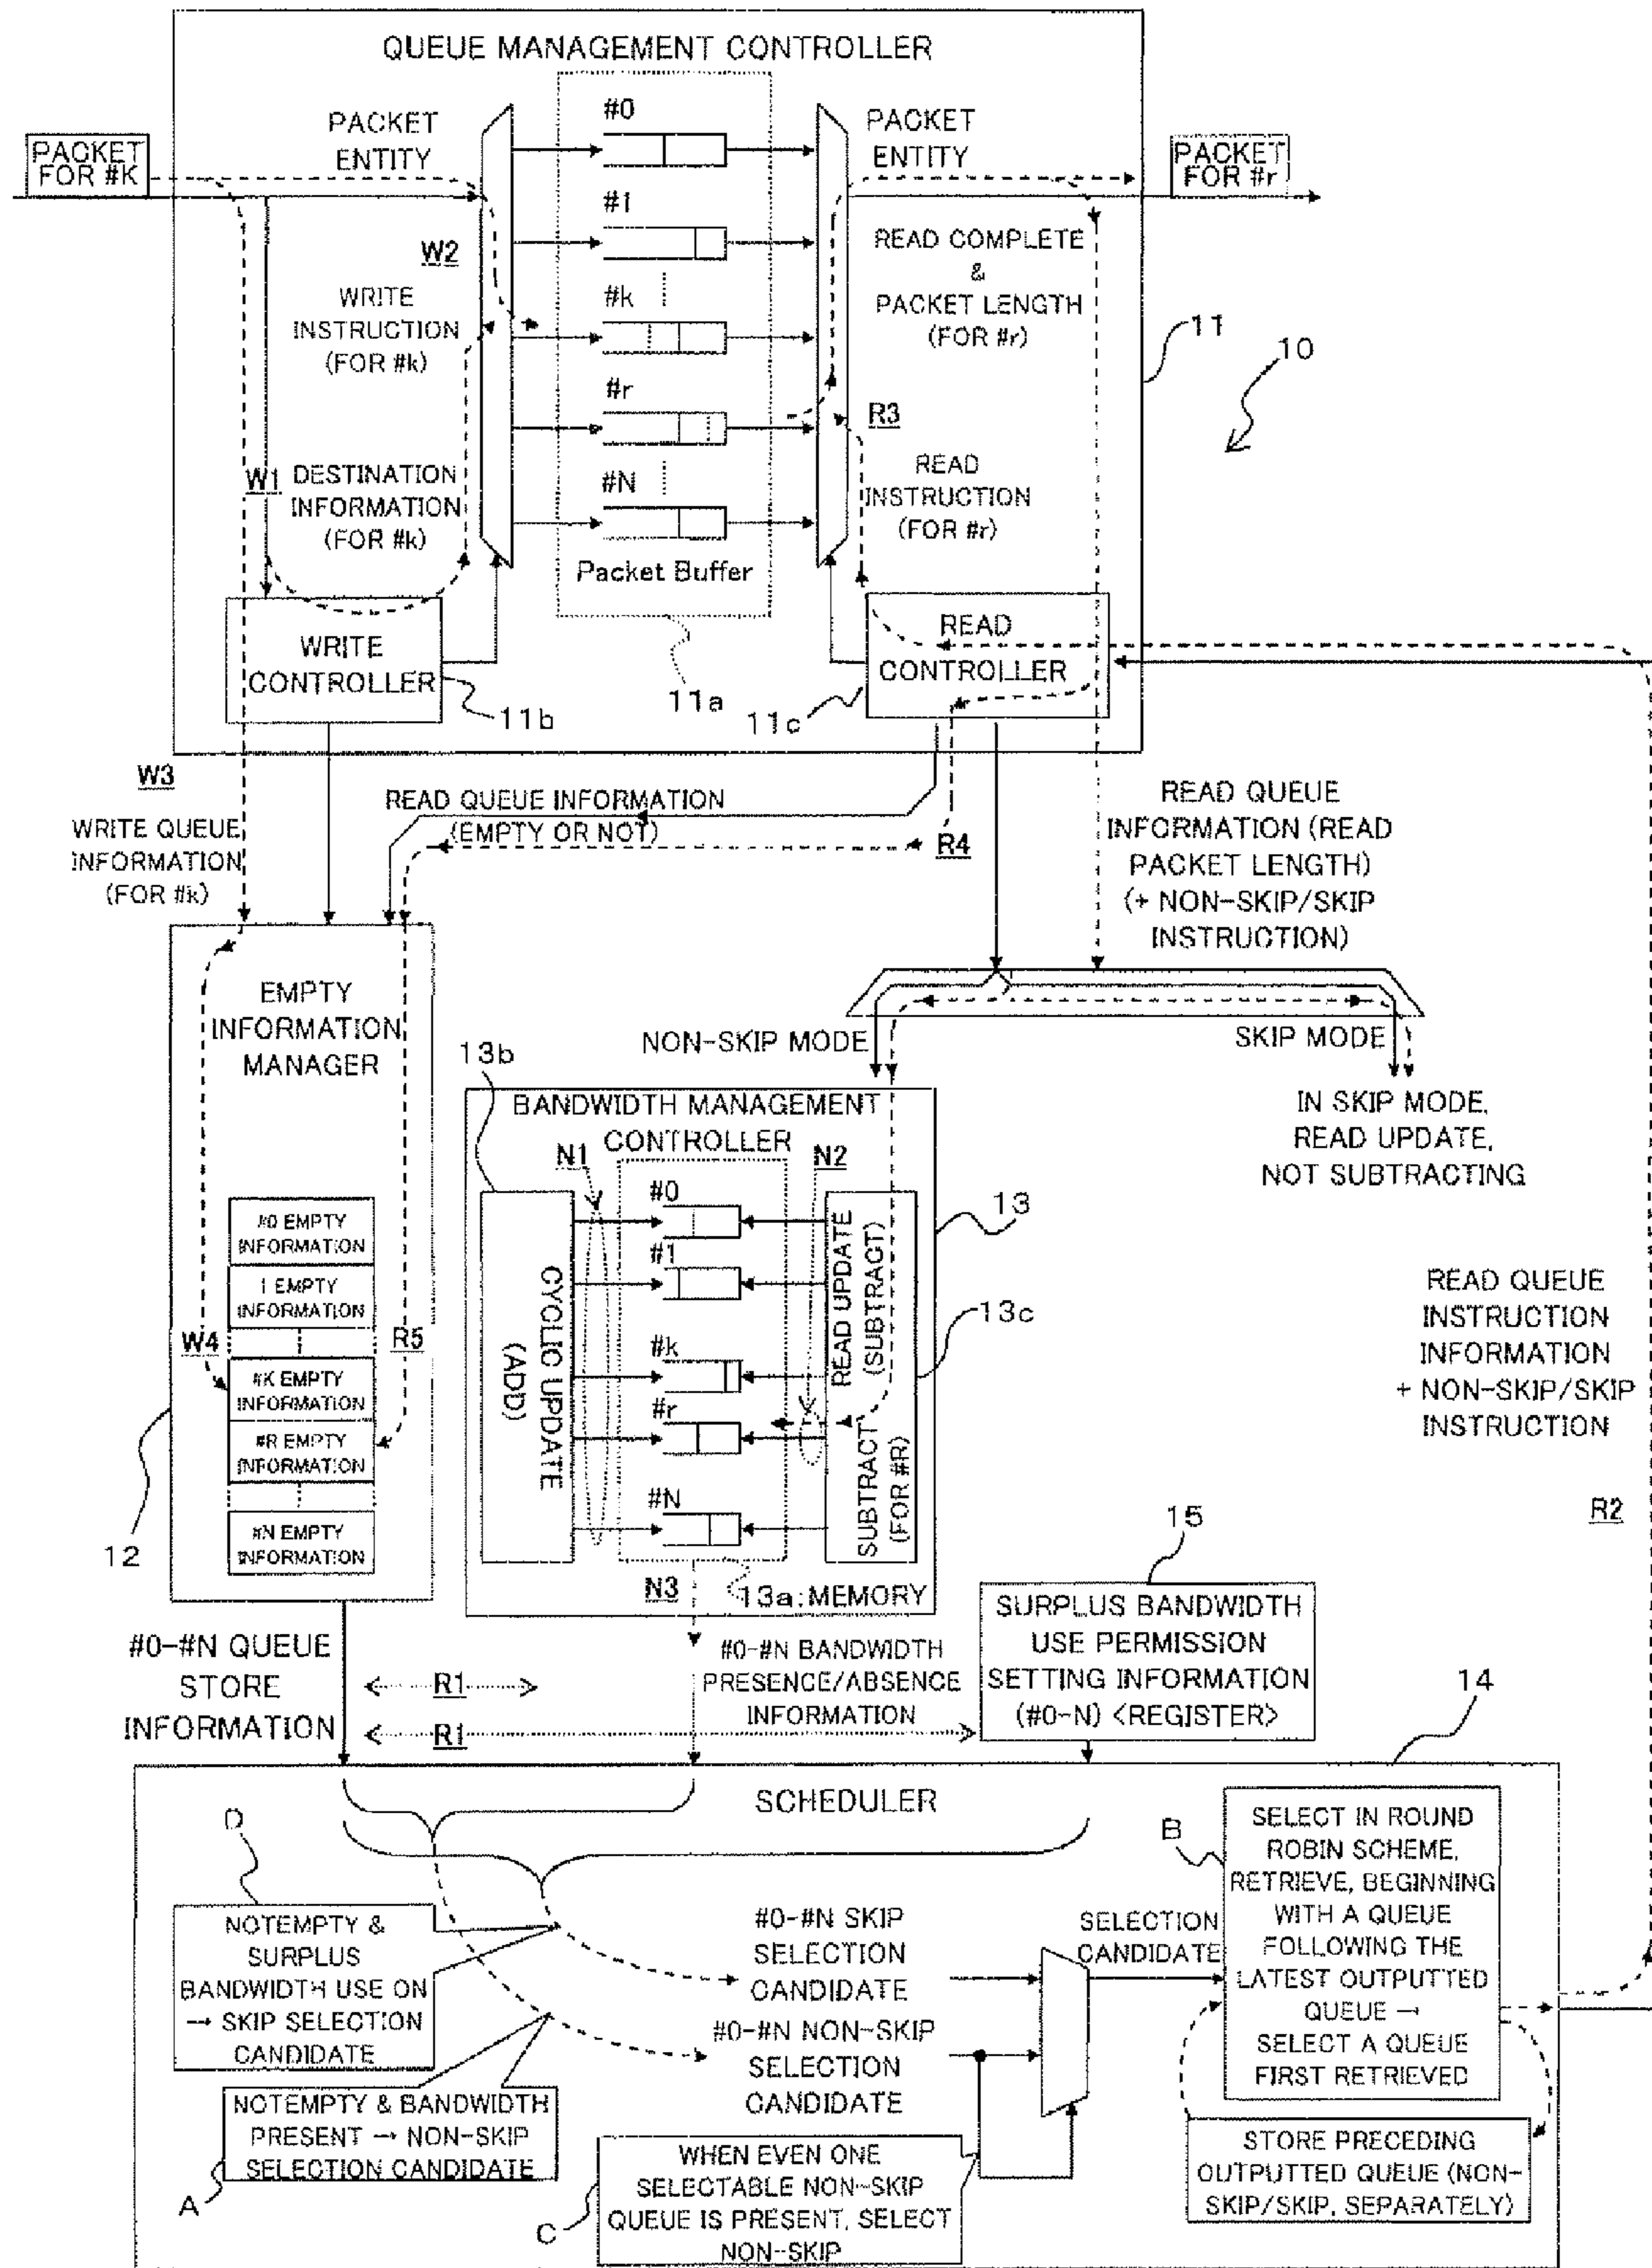 QUEUE MANAGEMENT CONTROLLER
PACKET
FOR #K
PACKET
ENTITY
#0
#1
#k
#r
#N
Packet Buffer
PACKET
ENTITY
PACKET
FOR #r
W2
WRITE
INSTRUCTION
(FOR #k)
READ COMPLETE
&
PACKET LENGTH
(FOR #r)
11
10
W1
DESTINATION
INFORMATION
(FOR #k)
R3
READ
INSTRUCTION
(FOR #r)
WRITE
CONTROLLER
11b
11a
READ
CONTROLLER
11c
W3
WRITE QUEUE
INFORMATION
(FOR #k)
READ QUEUE INFORMATION
(EMPTY OR NOT)
R4
READ QUEUE
INFORMATION (READ
PACKET LENGTH)
(+ NON-SKIP/SKIP
INSTRUCTION)
NON-SKIP MODE
SKIP MODE
IN SKIP MODE,
READ UPDATE,
NOT SUBTRACTING
EMPTY
INFORMATION
MANAGER
#0 EMPTY
INFORMATION
1 EMPTY
INFORMATION
W4
R5
#K EMPTY
INFORMATION
#R EMPTY
INFORMATION
#N EMPTY
INFORMATION
12
13b
BANDWIDTH MANAGEMENT
CONTROLLER
N1
N2
#0
#1
#k
#r
#N
CYCLIC UPDATE
(ADD)
READ UPDATE
(SUBTRACT)
SUBTRACT
(FOR #R)
13
13c
N3
13a:MEMORY
READ QUEUE
INSTRUCTION
INFORMATION
+ NON-SKIP/SKIP
INSTRUCTION
R2
15
SURPLUS BANDWIDTH
USE PERMISSION
SETTING INFORMATION
(#0-N) <REGISTER>
#0-#N QUEUE
STORE
INFORMATION
R1
R1
#0-#N BANDWIDTH
PRESENCE/ABSENCE
INFORMATION
14
SCHEDULER
D
NOTEMPTY &
SURPLUS
BANDWIDTH USE ON
→ SKIP SELECTION
CANDIDATE
NOTEMPTY & BANDWIDTH
PRESENT → NON-SKIP
SELECTION CANDIDATE
A
#0-#N SKIP
SELECTION
CANDIDATE
#0-#N NON-SKIP
SELECTION
CANDIDATE
WHEN EVEN ONE
SELECTABLE NON-SKIP
QUEUE IS PRESENT, SELECT
NON-SKIP
C
SELECTION
CANDIDATE
B
SELECT IN ROUND
ROBIN SCHEME,
RETRIEVE, BEGINNING
WITH A QUEUE
FOLLOWING THE
LATEST OUTPUTTED
QUEUE →
SELECT A QUEUE
FIRST RETRIEVED
STORE PRECEDING
OUTPUTTED QUEUE (NON-
SKIP/SKIP, SEPARATELY)